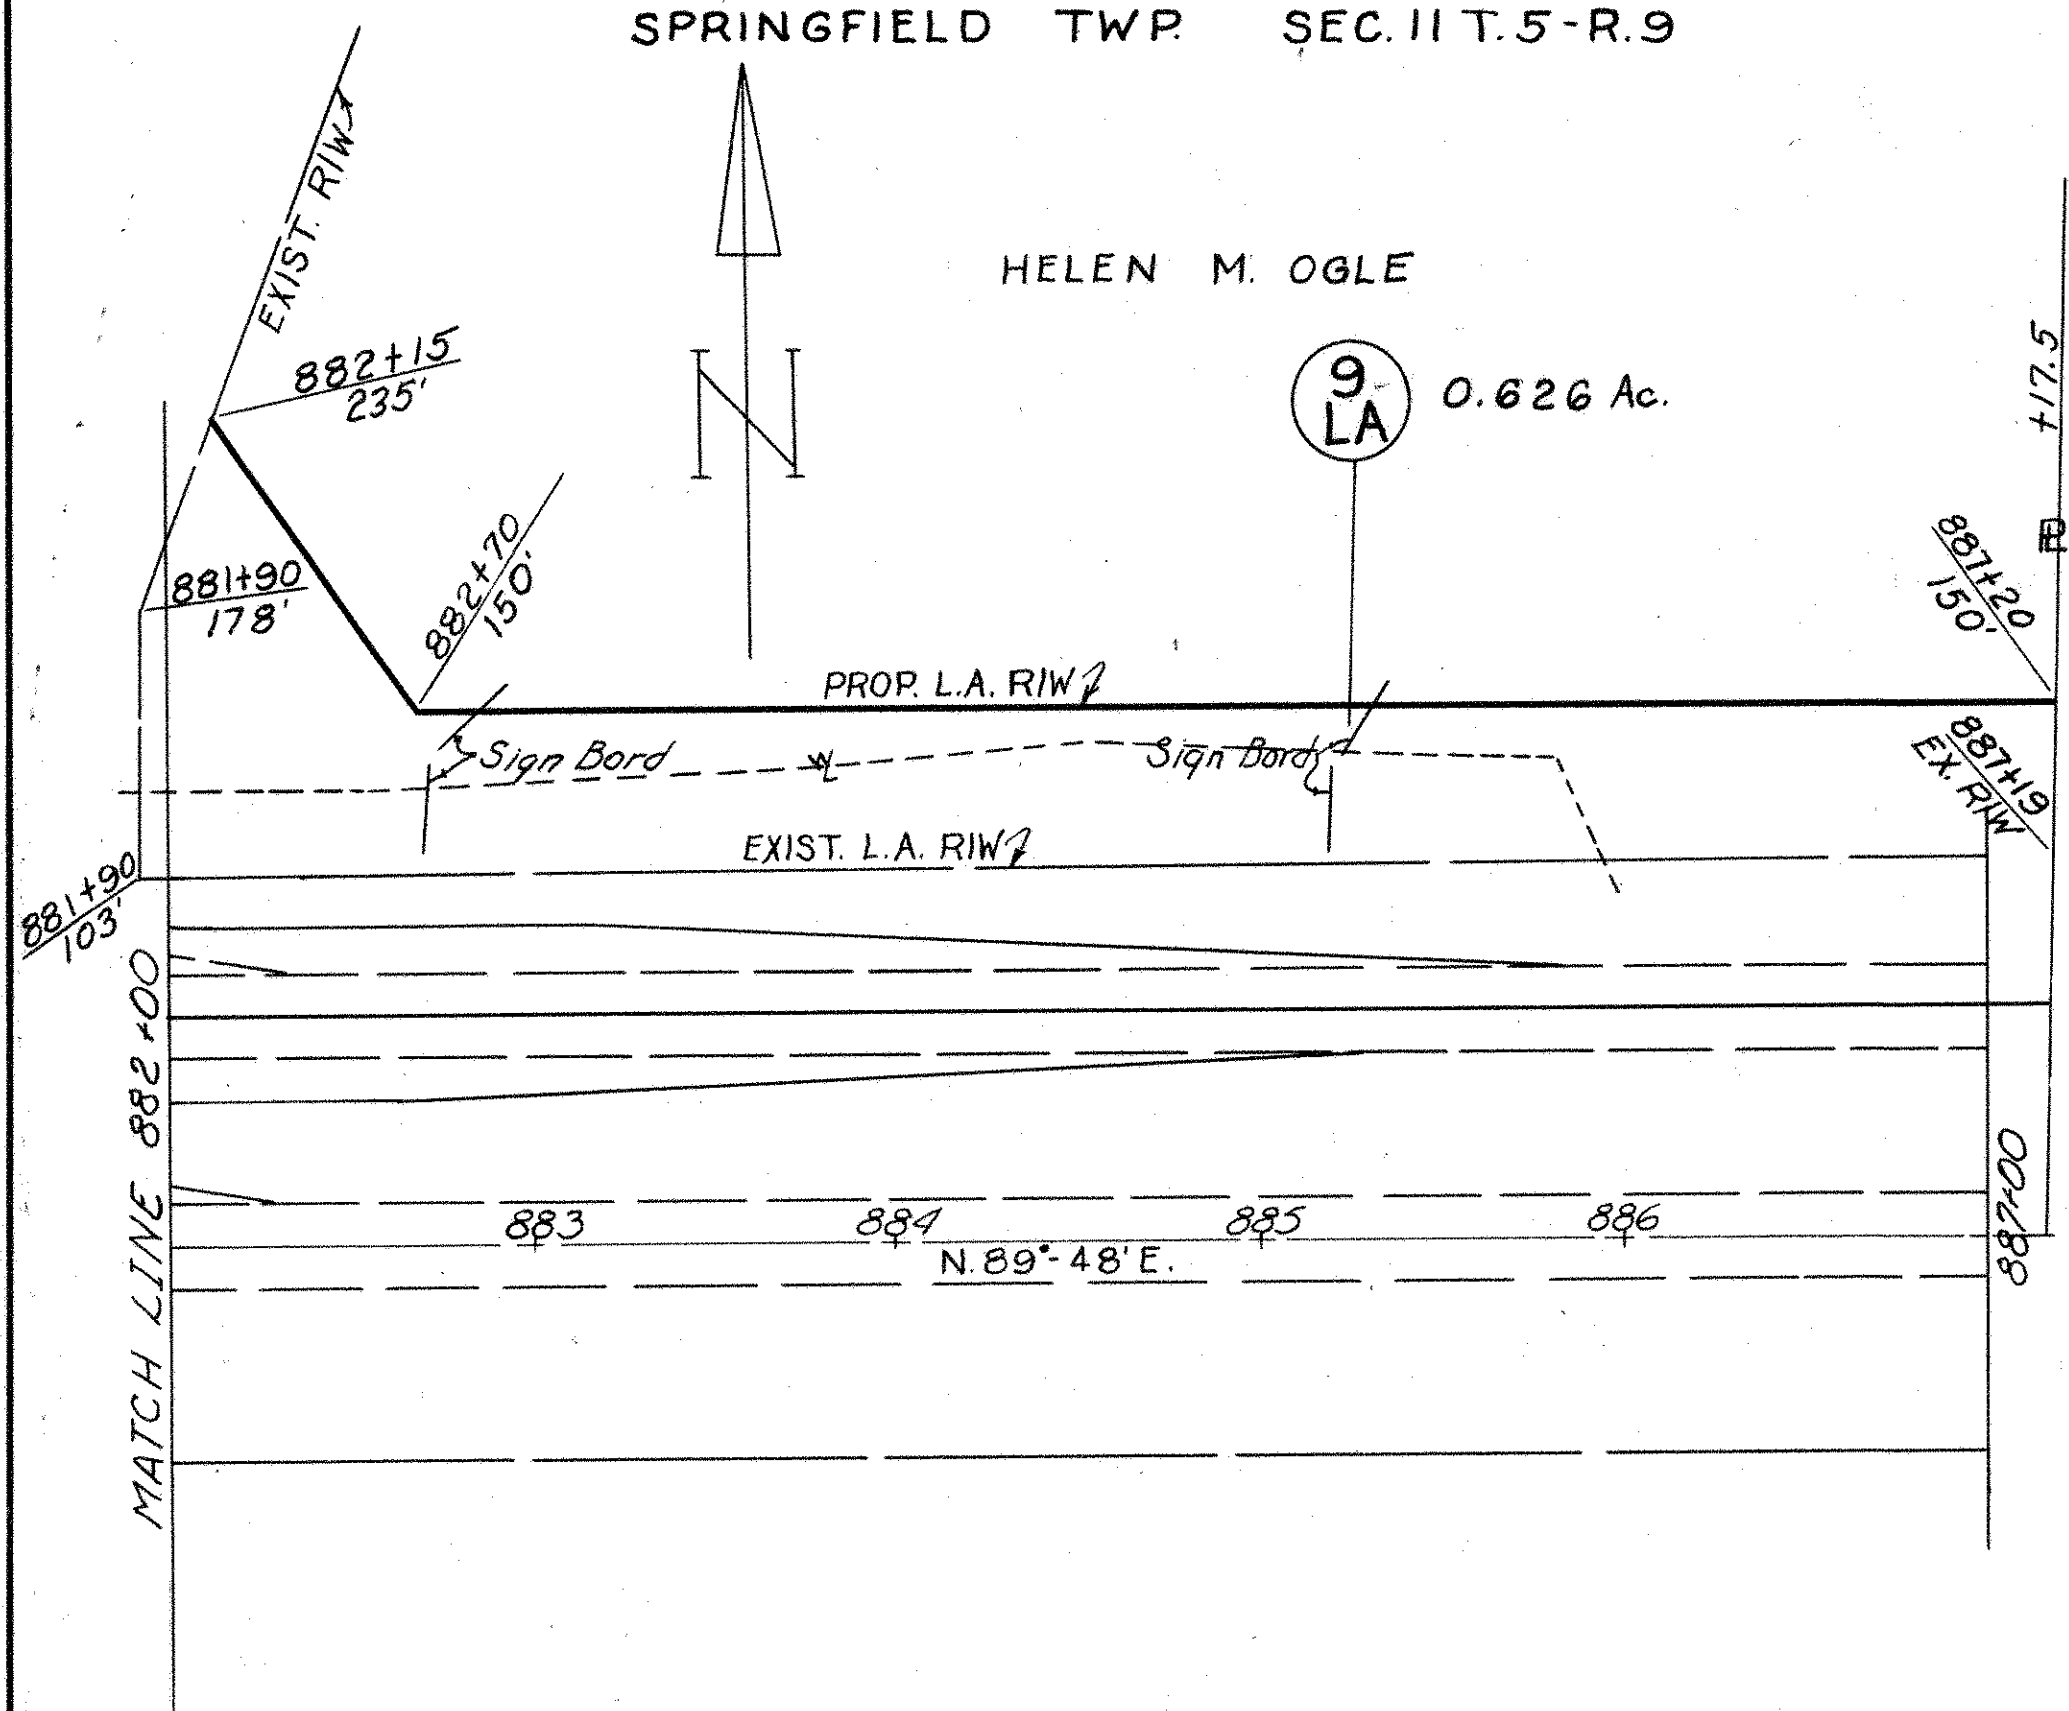 SPRINGFIELD TWP. SEC. 11 T. 5 - R. 9
EXIST. R/W
HELEN M. OGLE
882+15
235'
9
LA
0.626 Ac.
+17.5
882+70
150'
887+20
150'
881+90
178'
PROP. L.A. R/W
Sign Bord
W
Sign Bord
887+19
EX. R/W
EXIST. L.A. R/W
881+90
103'
MATCH LINE 882+00
883
884
885
886
N. 89°- 48' E.
887+00